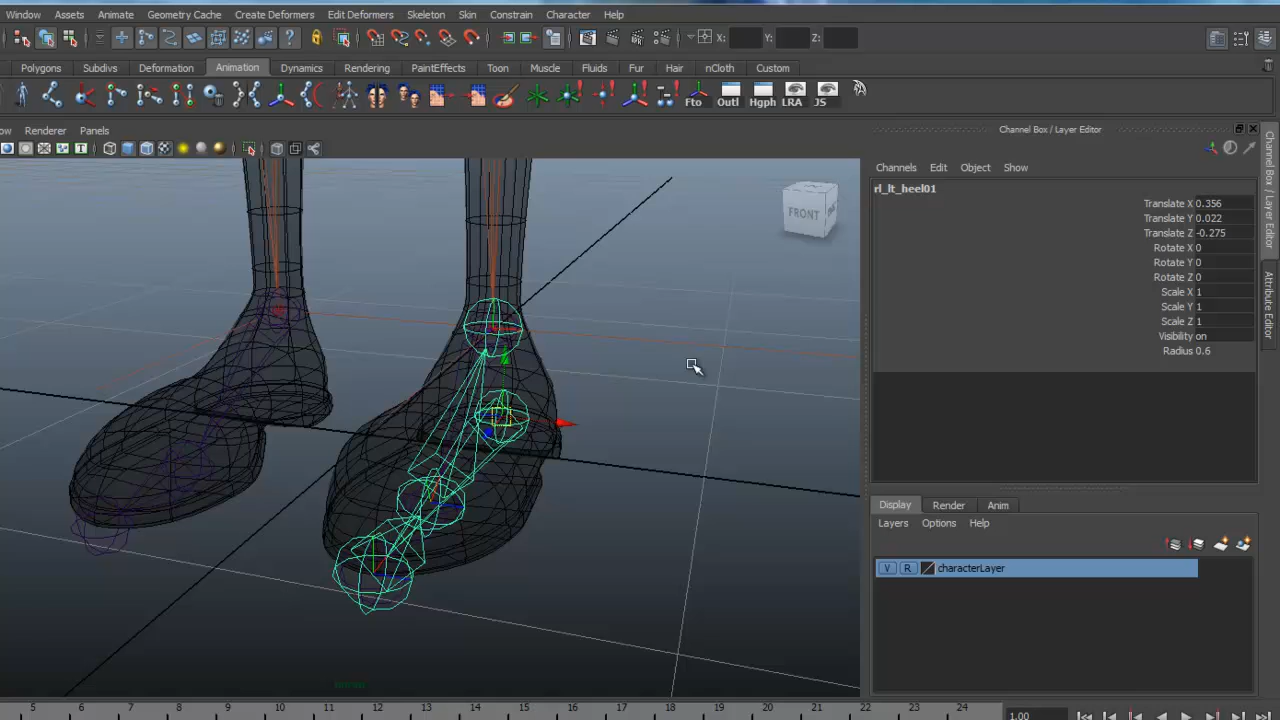 Window Assets Animate Geometry Cache Create Deformers Edit Deformers Skeleton Skin Constrain Character Help
X: Y: Z:
Polygons Subdivs Deformation Animation Dynamics Rendering PaintEffects Toon Muscle Fluids Fur Hair nCloth Custom
Fto Outl Hgph LRA JS
ow Renderer Panels
T
Channel Box / Layer Editor
Channels Edit Object Show
rl_lt_heel01
Translate X 0.356
Translate Y 0.022
Translate Z -0.275
Rotate X 0
Rotate Y 0
Rotate Z 0
Scale X 1
Scale Y 1
Scale Z 1
Visibility on
Radius 0.6
FRONT
Channel Box / Layer Editor
Attribute Editor
Display Render Anim
Layers Options Help
V R characterLayer
5 6 7 8 9 10 11 12 13 14 15 16 17 18 19 20 21 22 23 24
1.00